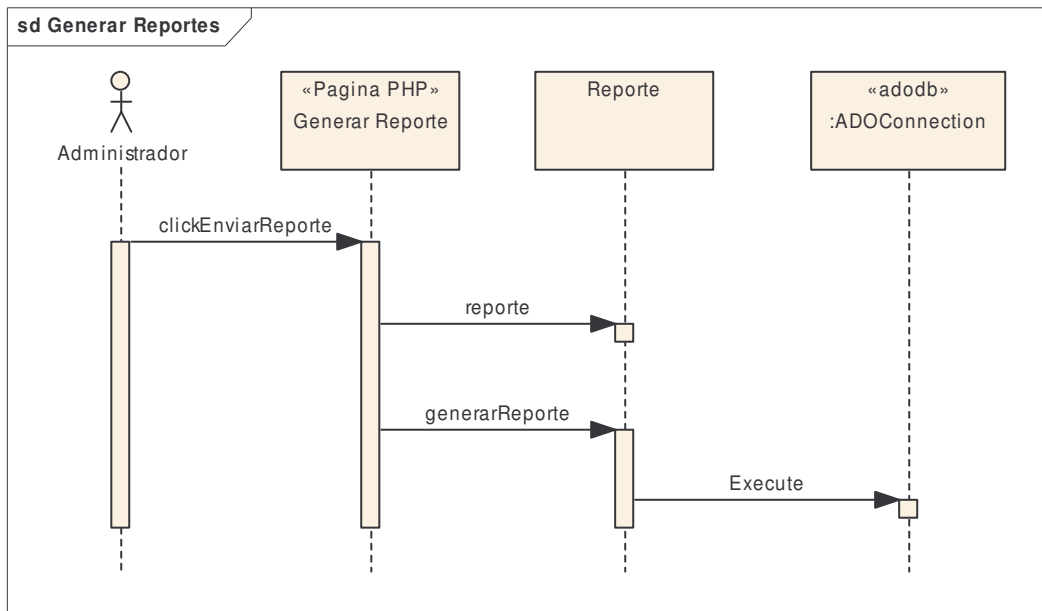 sd Generar Reportes
Administrador
«Pagina PHP»
Generar Reporte
Reporte
«adodb»
:ADOConnection
clickEnviarReporte
reporte
generarReporte
Execute